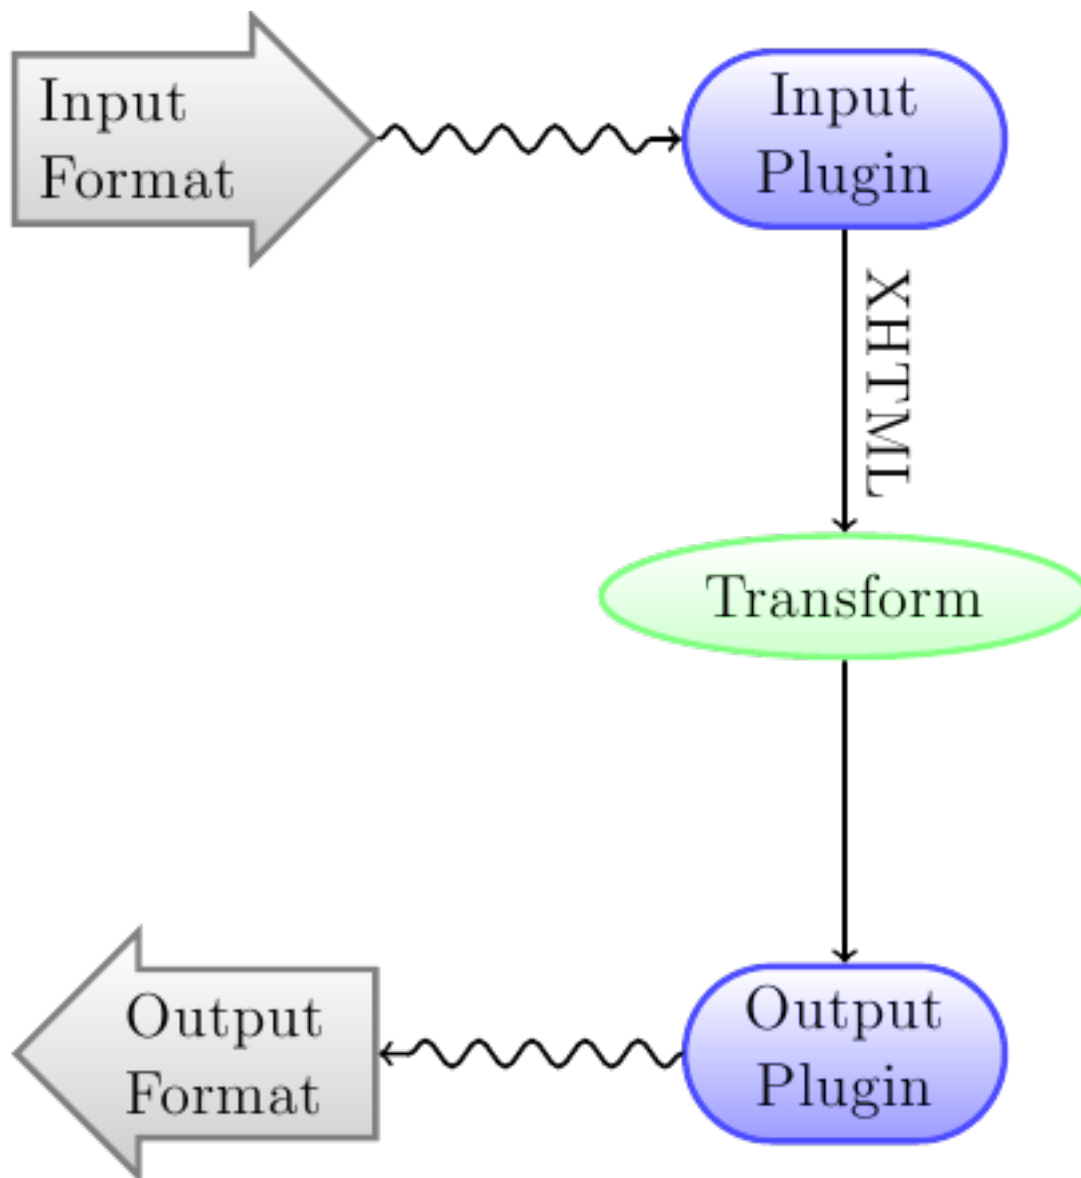 Input
Format
Input
Plugin
XHTML
Transform
Output
Format
Output
Plugin